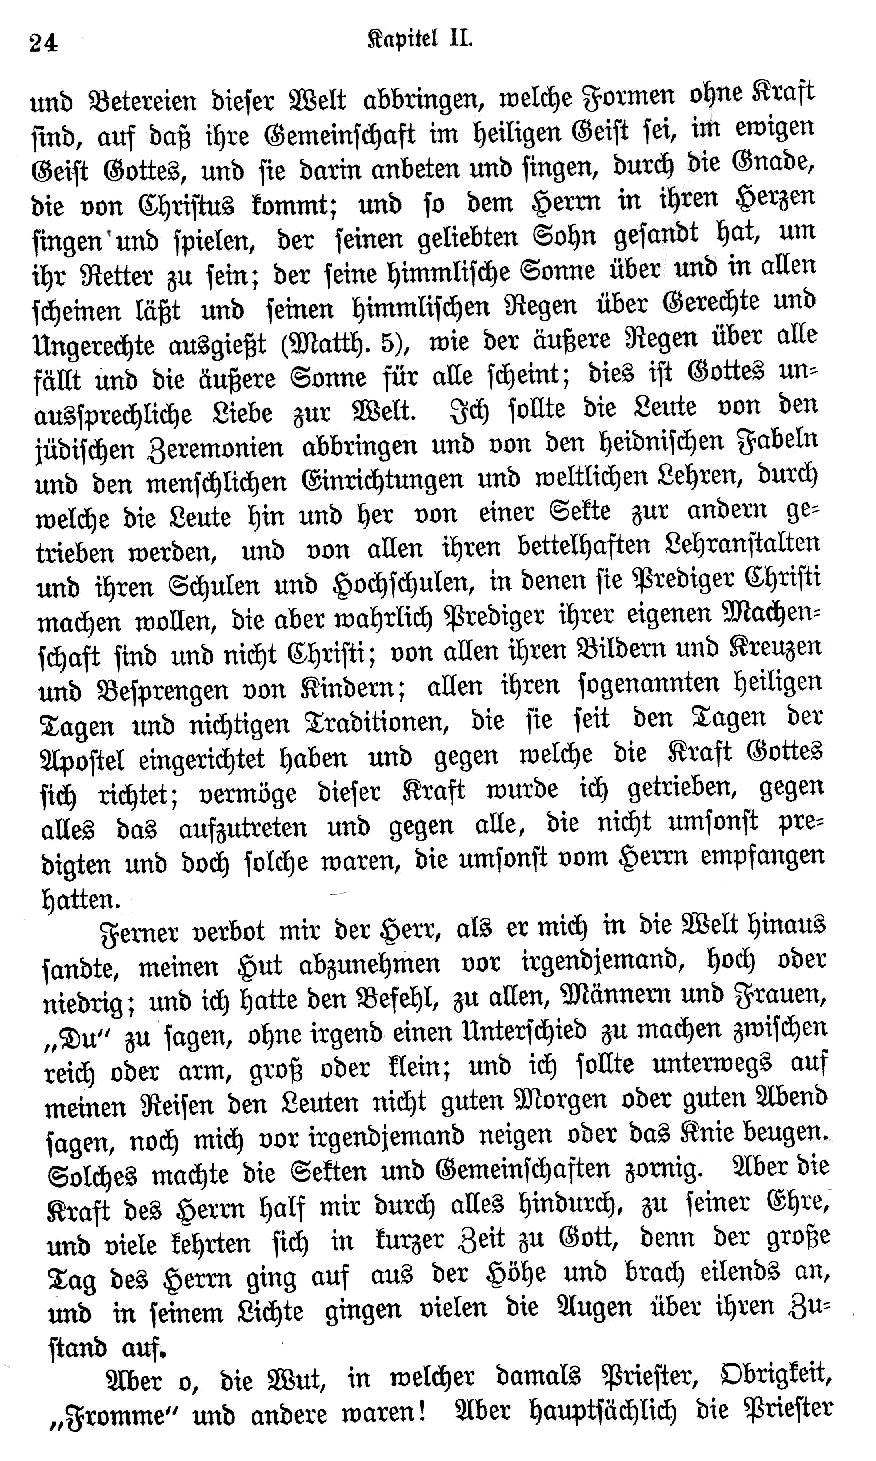 24
Kapitel II.
und Betereien dieser Welt abbringen, welche Formen ohne Kraft
sind, auf daß ihre Gemeinschaft im heiligen Geist sei, im ewigen
Geist Gottes, und sie darin anbeten und singen, durch die Gnade,
die von Christus kommt; und so dem Herrn in ihren Herzen
singen und spielen, der seinen geliebten Sohn gesandt hat, um
ihr Retter zu sein; der seine himmlische Sonne über und in allen
scheinen läßt und seinen himmlischen Regen über Gerechte und
Ungerechte ausgießt (Matth. 5), wie der äußere Regen über alle
fällt und die äußere Sonne für alle scheint; dies ist Gottes un-
aussprechliche Liebe zur Welt. Ich sollte die Leute von den
jüdischen Zeremonien abbringen und von den heidnischen Fabeln
und den menschlichen Einrichtungen und weltlichen Lehren, durch
welche die Leute hin und her von einer Sekte zur andern ge-
trieben werden, und von allen ihren bettelhaften Lehranstalten
und ihren Schulen und Hochschulen, in denen sie Prediger Christi
machen wollen, die aber wahrlich Prediger ihrer eigenen Machen-
schaft sind und nicht Christi; von allen ihren Bildern und Kreuzen
und Besprengen von Kindern; allen ihren sogenannten heiligen
Tagen und nichtigen Traditionen, die sie seit den Tagen der
Apostel eingerichtet haben und gegen welche die Kraft Gottes
sich richtet; vermöge dieser Kraft wurde ich getrieben, gegen
alles das aufzutreten und gegen alle, die nicht umsonst pre-
digten und doch solche waren, die umsonst vom Herrn empfangen
hatten.
Ferner verbot mir der Herr, als er mich in die Welt hinaus
sandte, meinen Hut abzunehmen vor irgendjemand, hoch oder
niedrig; und ich hatte den Befehl, zu allen, Männern und Frauen,
„Du“ zu sagen, ohne irgend einen Unterschied zu machen zwischen
reich oder arm, groß oder klein; und ich sollte unterwegs auf
meinen Reisen den Leuten nicht guten Morgen oder guten Abend
sagen, noch mich vor irgendjemand neigen oder das Knie beugen.
Solches machte die Sekten und Gemeinschaften zornig. Aber die
Kraft des Herrn half mir durch alles hindurch, zu seiner Ehre,
und viele kehrten sich in kurzer Zeit zu Gott, denn der große
Tag des Herrn ging auf aus der Höhe und brach eilends an,
und in seinem Lichte gingen vielen die Augen über ihren Zu-
stand auf.
Aber o, die Wut, in welcher damals Priester, Obrigkeit,
„Fromme“ und andere waren! Aber hauptsächlich die Priester